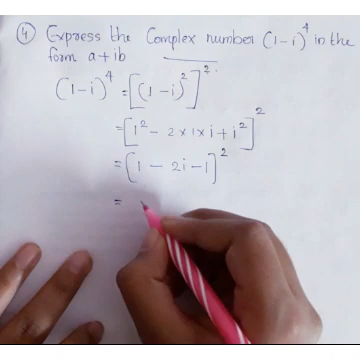 ④ Express the Complex number (1-i)⁴ in the
form a+ib
(1-i)⁴ = [(1-i)²]²
= [1² - 2×1×i + i²]²
= [1 - 2i - 1]²
=